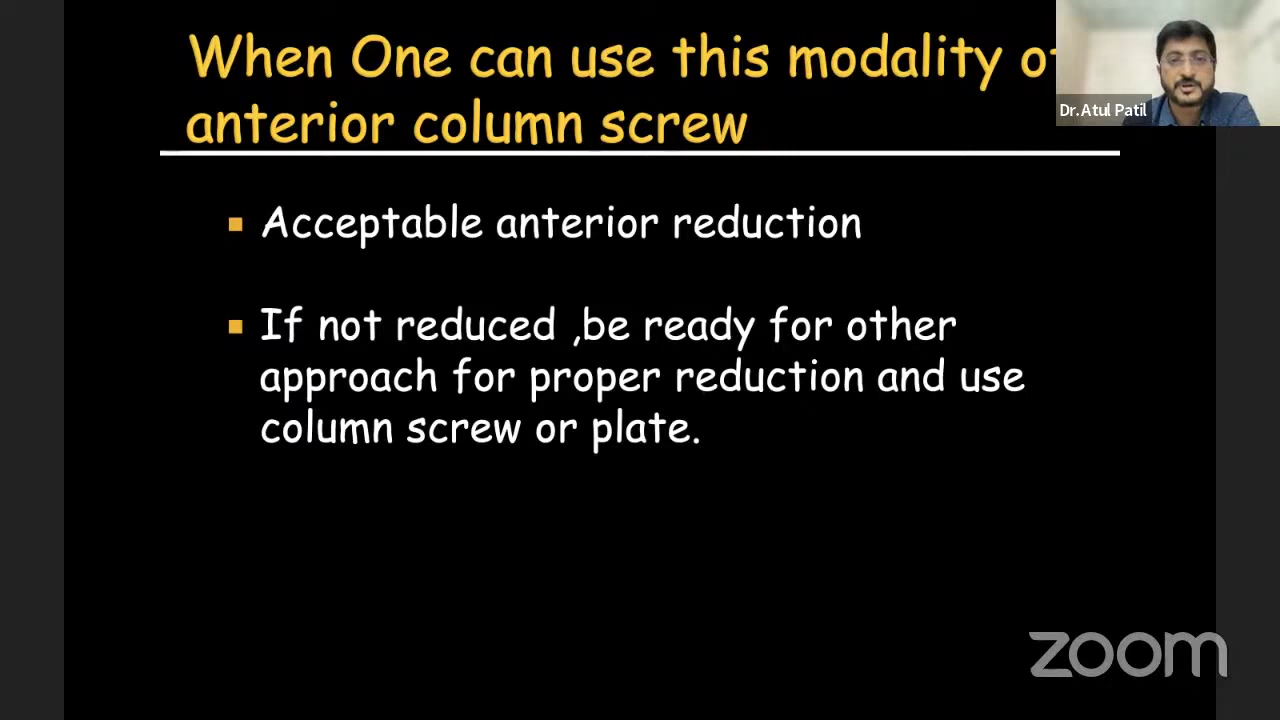 When One can use this modality of
anterior column screw
Dr.Atul Patil
Acceptable anterior reduction
If not reduced ,be ready for other
approach for proper reduction and use
column screw or plate.
zoom